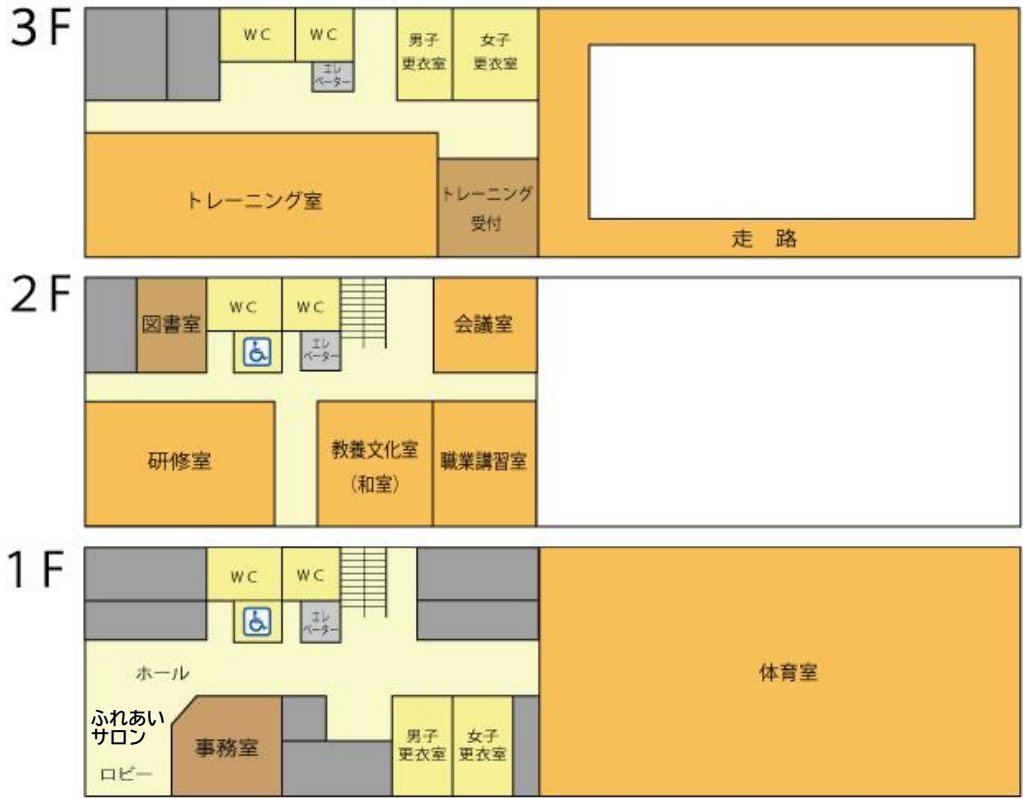 3F
WC
WC
エレ
ベーター
男子
更衣室
女子
更衣室
トレーニング室
トレーニング
受付
走 路
2F
図書室
WC
WC
エレ
ベーター
会議室
研修室
教養文化室
(和室)
職業講習室
1F
WC
WC
エレ
ベーター
ホール
ふれあい
サロン
ロビー
事務室
男子
更衣室
女子
更衣室
体育室